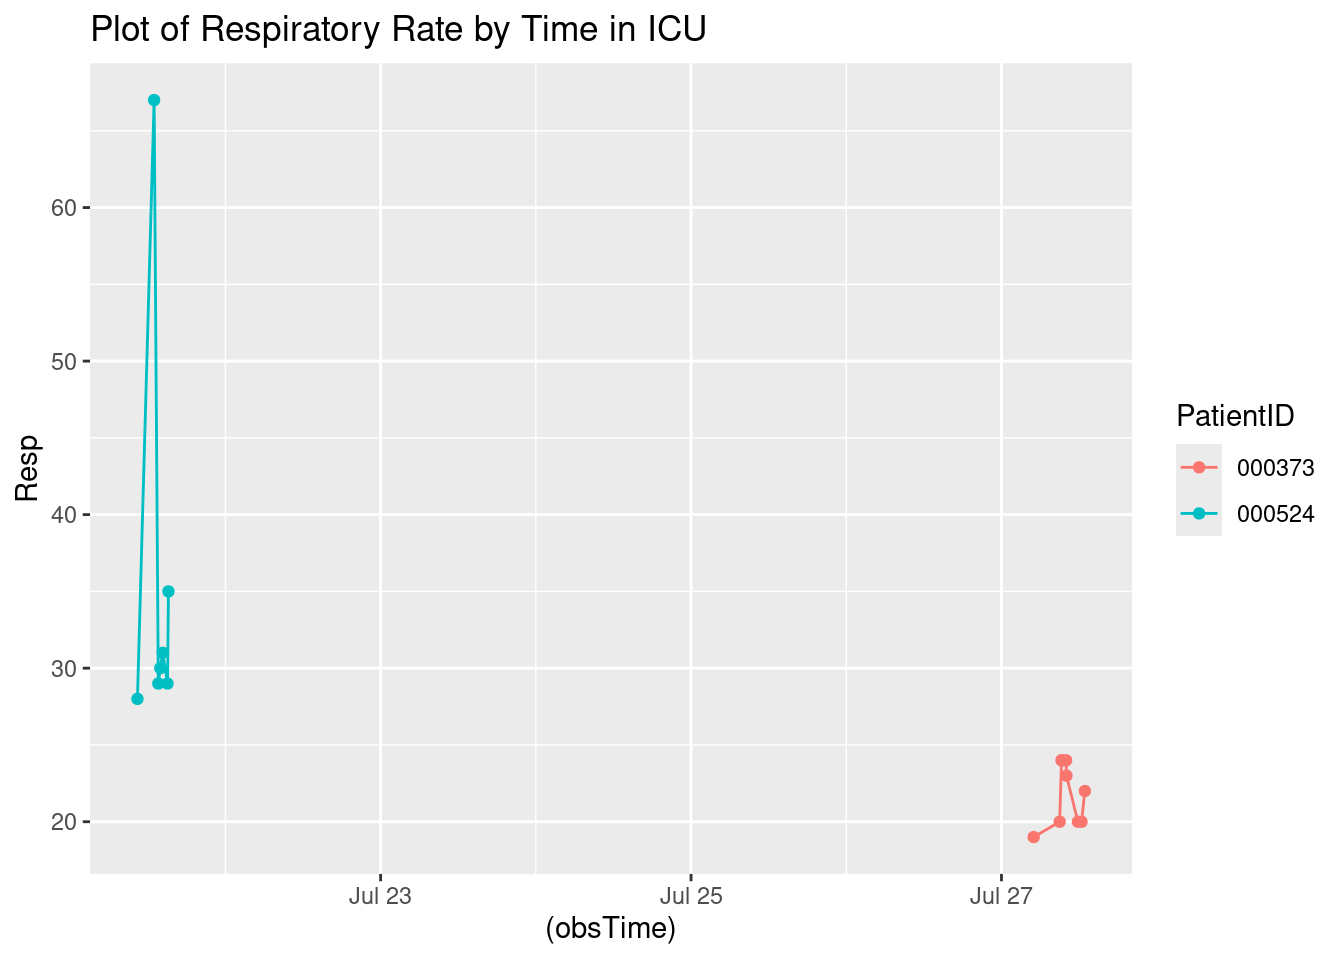 Plot of Respiratory Rate by Time in ICU
Resp
60
50
40
30
20
Jul 23
Jul 25
Jul 27
(obsTime)
PatientID
000373
000524